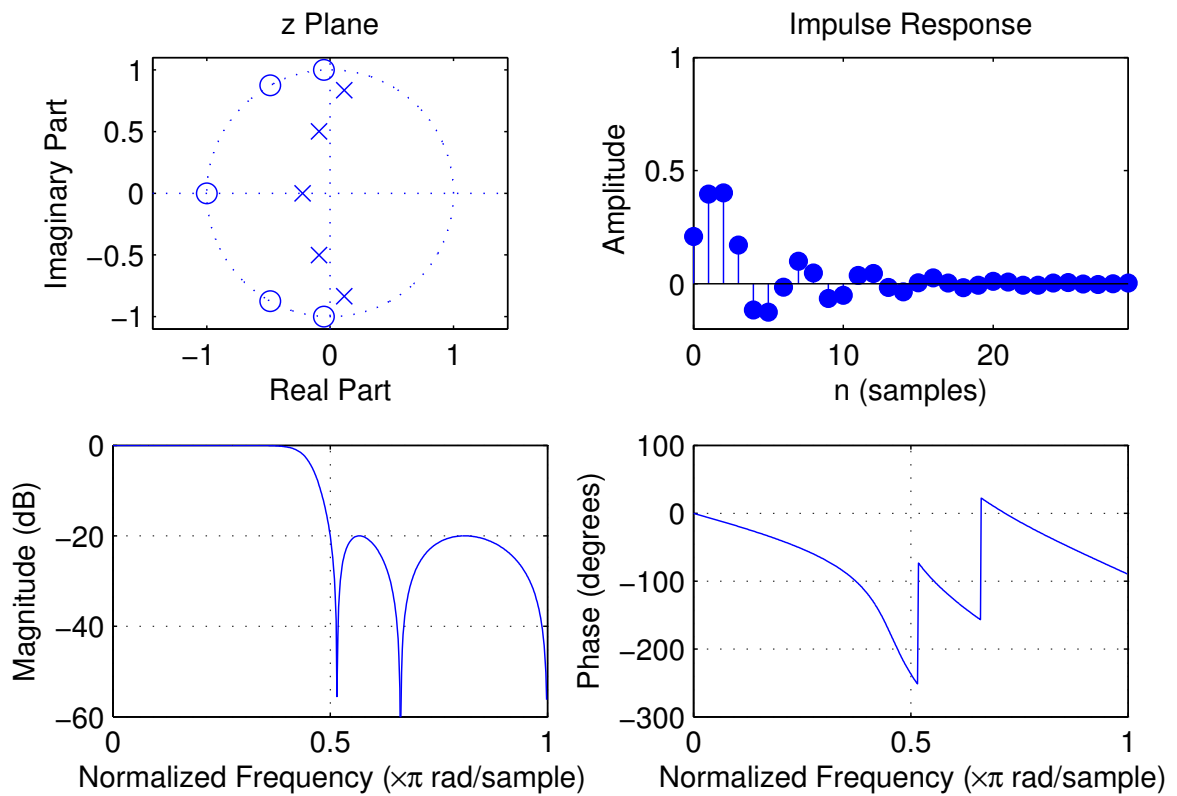 z Plane
Imaginary Part
1
0.5
0
−0.5
−1
−1 0 1
Real Part
Impulse Response
Amplitude
1
0.5
0
0 10 20
n (samples)
Magnitude (dB)
0
−20
−40
−60
0 0.5 1
Normalized Frequency (×π rad/sample)
Phase (degrees)
100
0
−100
−200
−300
0 0.5 1
Normalized Frequency (×π rad/sample)